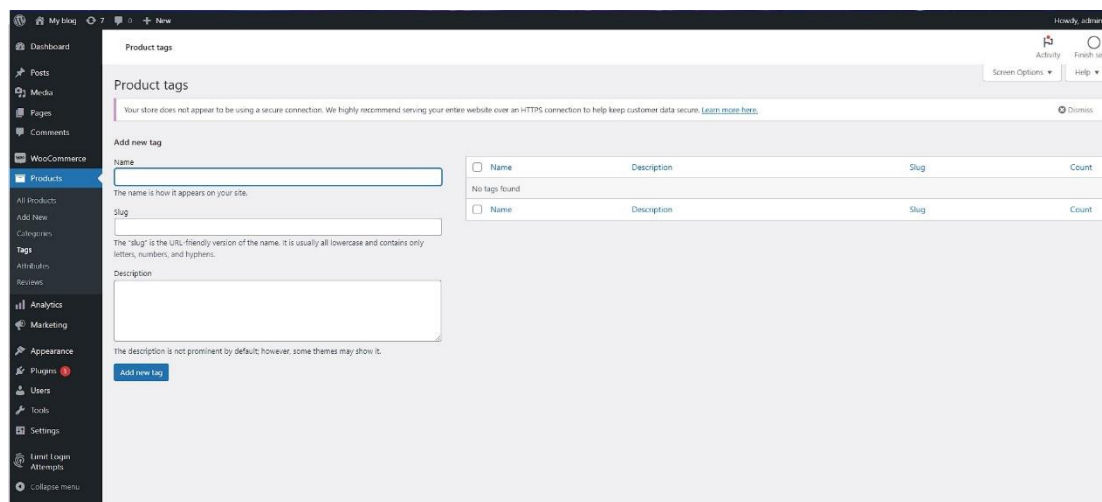 My blog 7 0 + New
Howdy, admin
Dashboard
Posts
Media
Pages
Comments
WooCommerce
Products
All Products
Add New
Categories
Tags
Attributes
Reviews
Analytics
Marketing
Appearance
Plugins 5
Users
Tools
Settings
Limit Login
Attempts
Collapse menu
Product tags
Activity
Finish se
Screen Options ▼
Help ▼
Product tags
Your store does not appear to be using a secure connection. We highly recommend serving your entire website over an HTTPS connection to help keep customer data secure. Learn more here.
Dismiss
Add new tag
Name
The name is how it appears on your site.
Slug
The "slug" is the URL-friendly version of the name. It is usually all lowercase and contains only
letters, numbers, and hyphens.
Description
The description is not prominent by default; however, some themes may show it.
Add new tag
Name Description Slug Count
No tags found
Name Description Slug Count